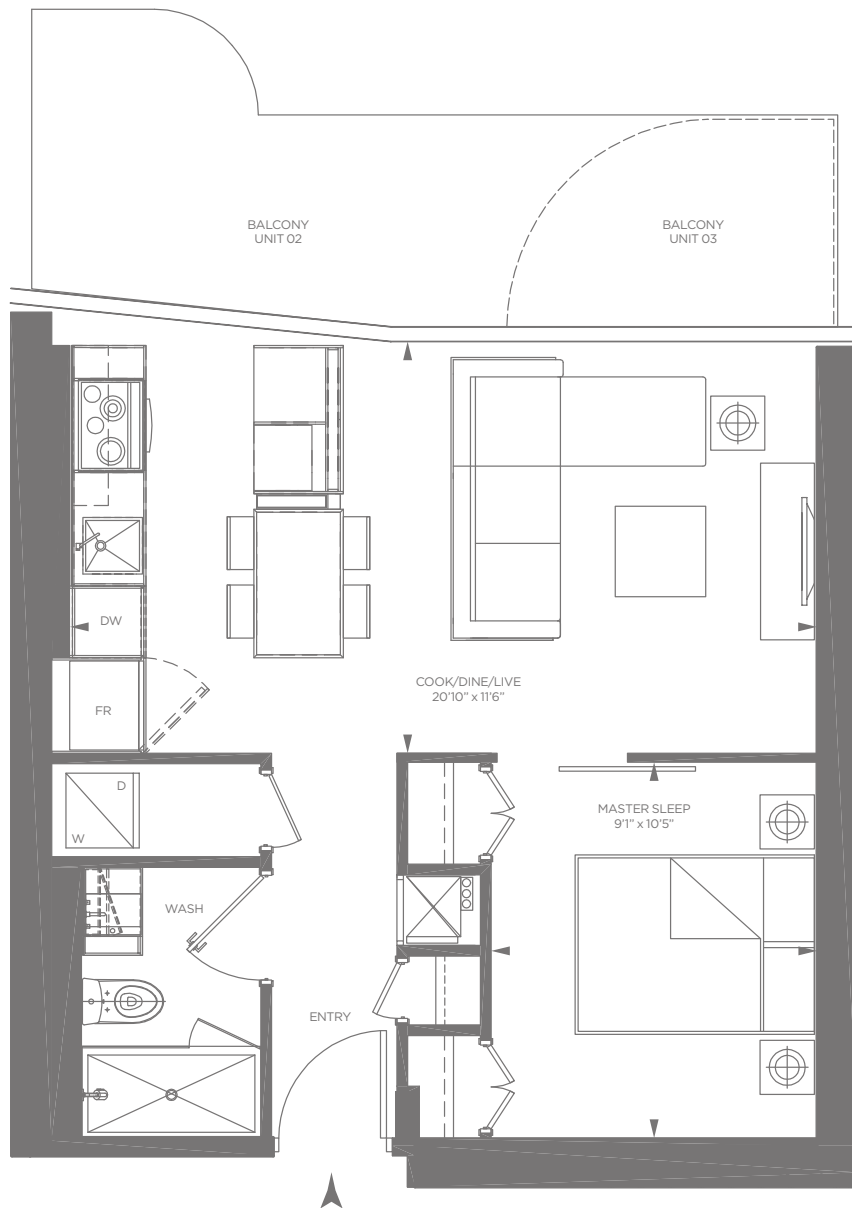 BALCONY
UNIT 02
BALCONY
UNIT 03
DW
COOK/DINE/LIVE
20'10" x 11'6"
FR
D
W
MASTER SLEEP
9'1" x 10'5"
WASH
ENTRY